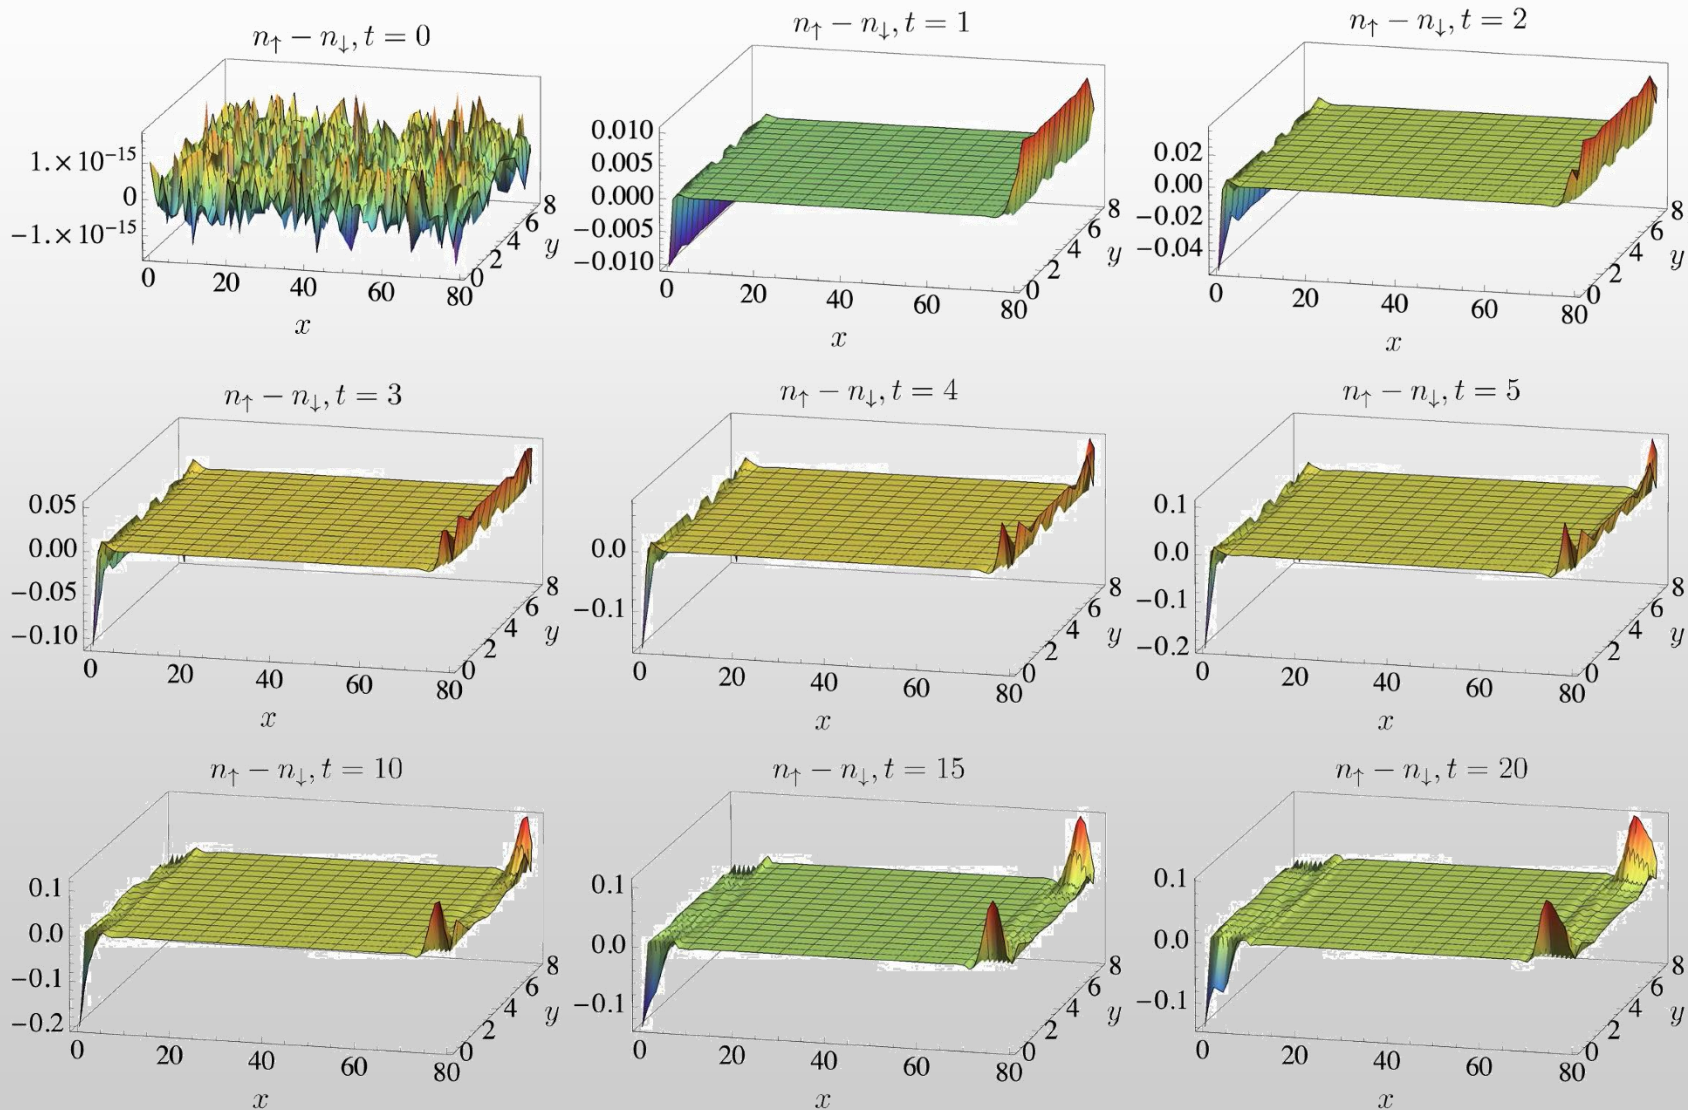 n↑ − n↓, t = 0
1.×10⁻¹⁵
0
−1.×10⁻¹⁵
0 20 40 60 80
x
0 2 4 6 8
y
n↑ − n↓, t = 1
0.010
0.005
0.000
−0.005
−0.010
0 20 40 60 80
x
0 2 4 6 8
y
n↑ − n↓, t = 2
0.02
0.00
−0.02
−0.04
0 20 40 60 80
x
0 2 4 6 8
y
n↑ − n↓, t = 3
0.05
0.00
−0.05
−0.10
0 20 40 60 80
x
0 2 4 6 8
y
n↑ − n↓, t = 4
0.0
−0.1
0 20 40 60 80
x
0 2 4 6 8
y
n↑ − n↓, t = 5
0.1
0.0
−0.1
−0.2
0 20 40 60 80
x
0 2 4 6 8
y
n↑ − n↓, t = 10
0.1
0.0
−0.1
−0.2
0 20 40 60 80
x
0 2 4 6 8
y
n↑ − n↓, t = 15
0.1
0.0
−0.1
0 20 40 60 80
x
0 2 4 6 8
y
n↑ − n↓, t = 20
0.1
0.0
−0.1
0 20 40 60 80
x
0 2 4 6 8
y